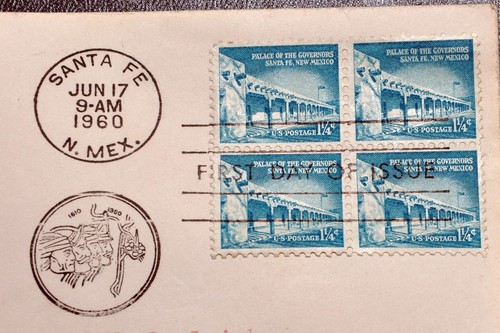 SANTA FE
JUN 17
9-AM
1960
N. MEX.
PALACE OF THE GOVERNORS
SANTA FE, NEW MEXICO
U·S·POSTAGE 1¼¢
PALACE OF THE GOVERNORS
SANTA FE, NEW MEXICO
U·S·POSTAGE 1¼¢
FIRST DAY OF ISSUE
PALACE OF THE GOVERNORS
SANTA FE, NEW MEXICO
U·S·POSTAGE 1¼¢
PALACE OF THE GOVERNORS
SANTA FE, NEW MEXICO
U·S·POSTAGE 1¼¢
1610 1960